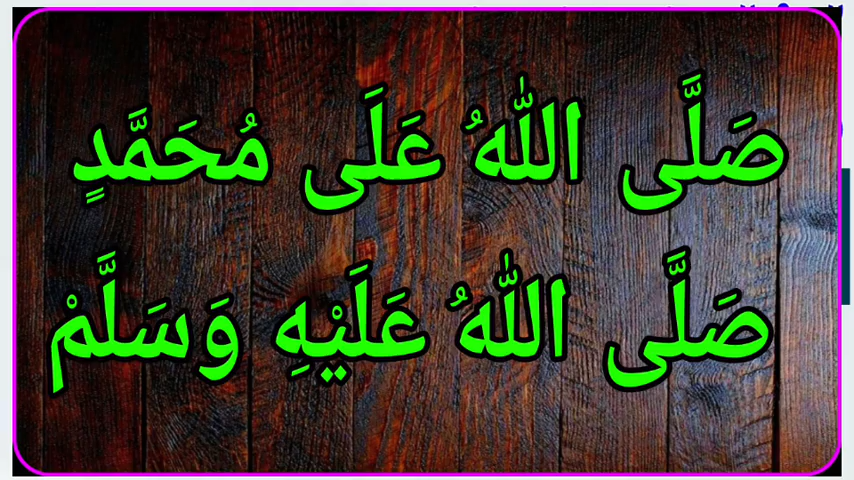 صَلَّى اللّٰهُ عَلَى مُحَمَّدٍ
صَلَّى اللّٰهُ عَلَيْهِ وَسَلَّمْ